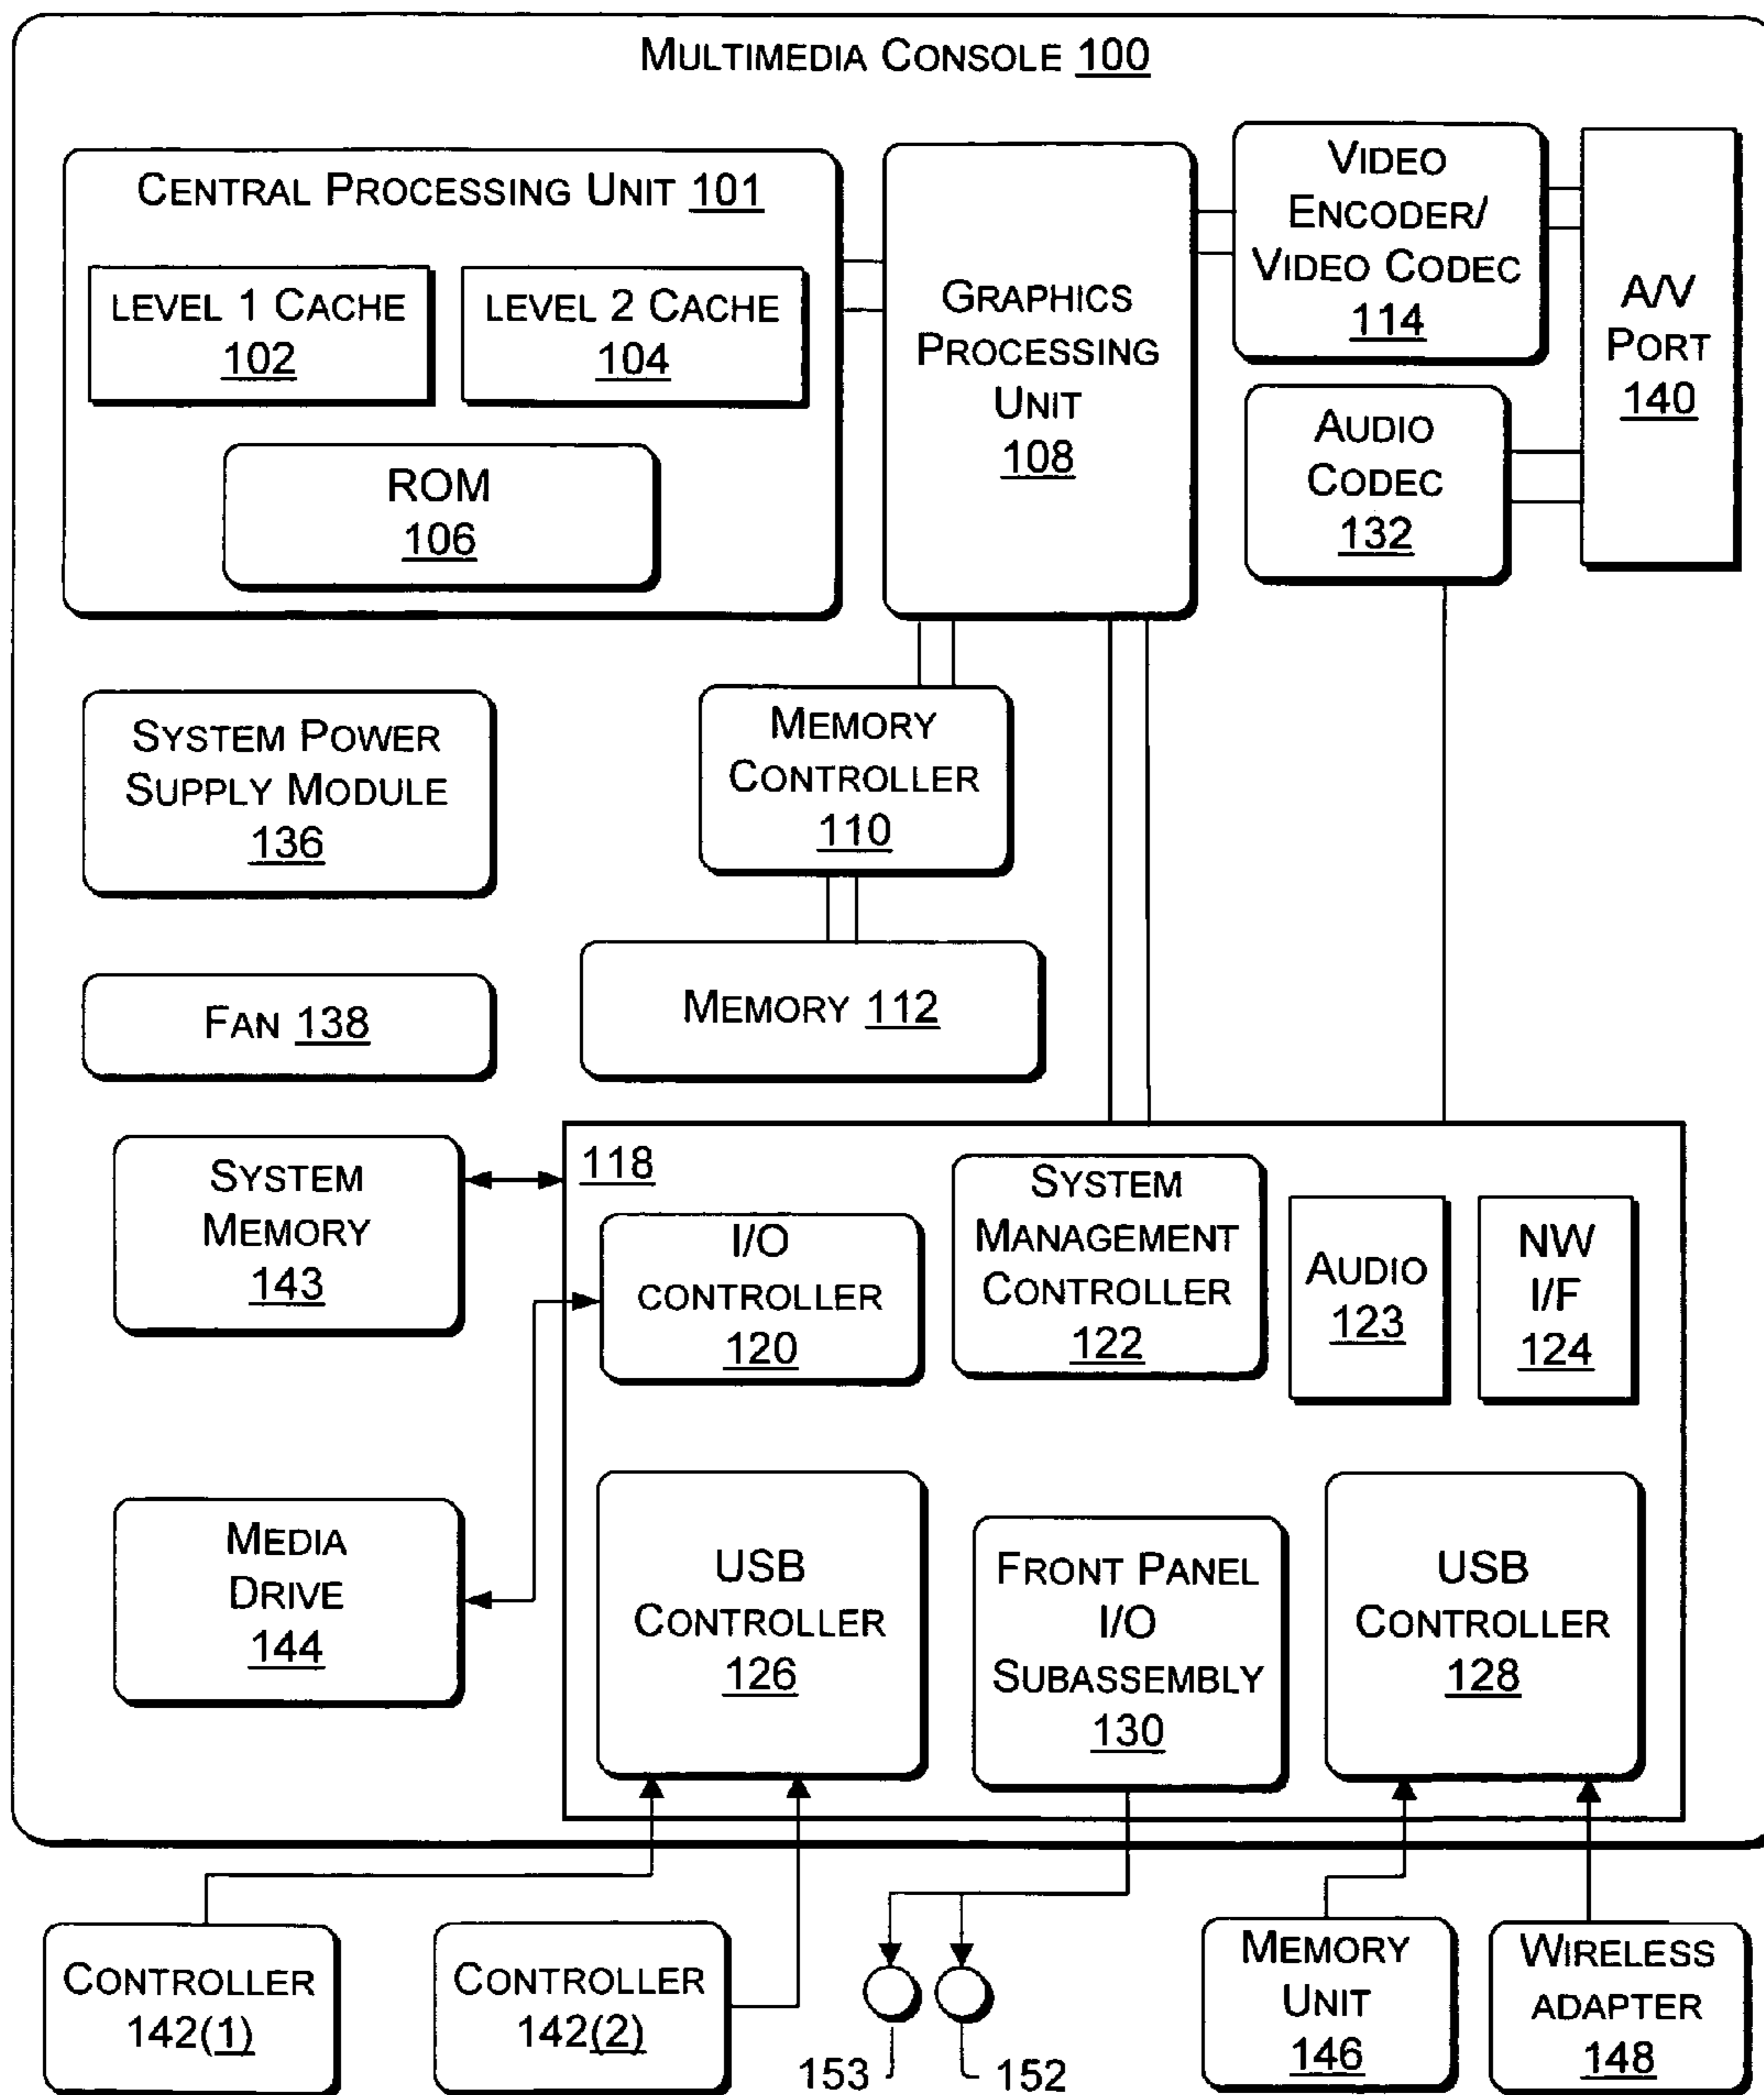 MULTIMEDIA CONSOLE 100
CENTRAL PROCESSING UNIT 101
LEVEL 1 CACHE
102
LEVEL 2 CACHE
104
ROM
106
GRAPHICS
PROCESSING
UNIT
108
VIDEO
ENCODER/
VIDEO CODEC
114
A/V
PORT
140
AUDIO
CODEC
132
SYSTEM POWER
SUPPLY MODULE
136
MEMORY
CONTROLLER
110
FAN 138
MEMORY 112
SYSTEM
MEMORY
143
118
I/O
CONTROLLER
120
SYSTEM
MANAGEMENT
CONTROLLER
122
AUDIO
123
NW
I/F
124
MEDIA
DRIVE
144
USB
CONTROLLER
126
FRONT PANEL
I/O
SUBASSEMBLY
130
USB
CONTROLLER
128
CONTROLLER
142(1)
CONTROLLER
142(2)
153
152
MEMORY
UNIT
146
WIRELESS
ADAPTER
148